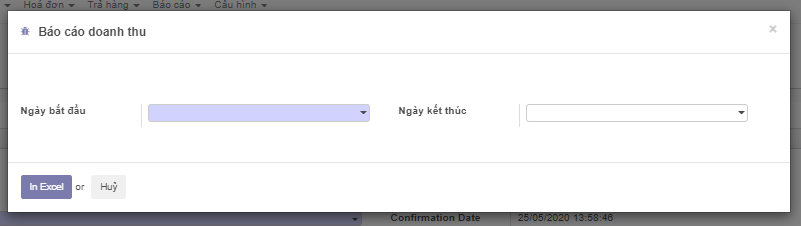 Hoá đơn Trả hàng Báo cáo Cấu hình
Báo cáo doanh thu ×
Ngày bắt đầu Ngày kết thúc
In Excel or Huỷ
Confirmation Date 25/05/2020 13:58:46